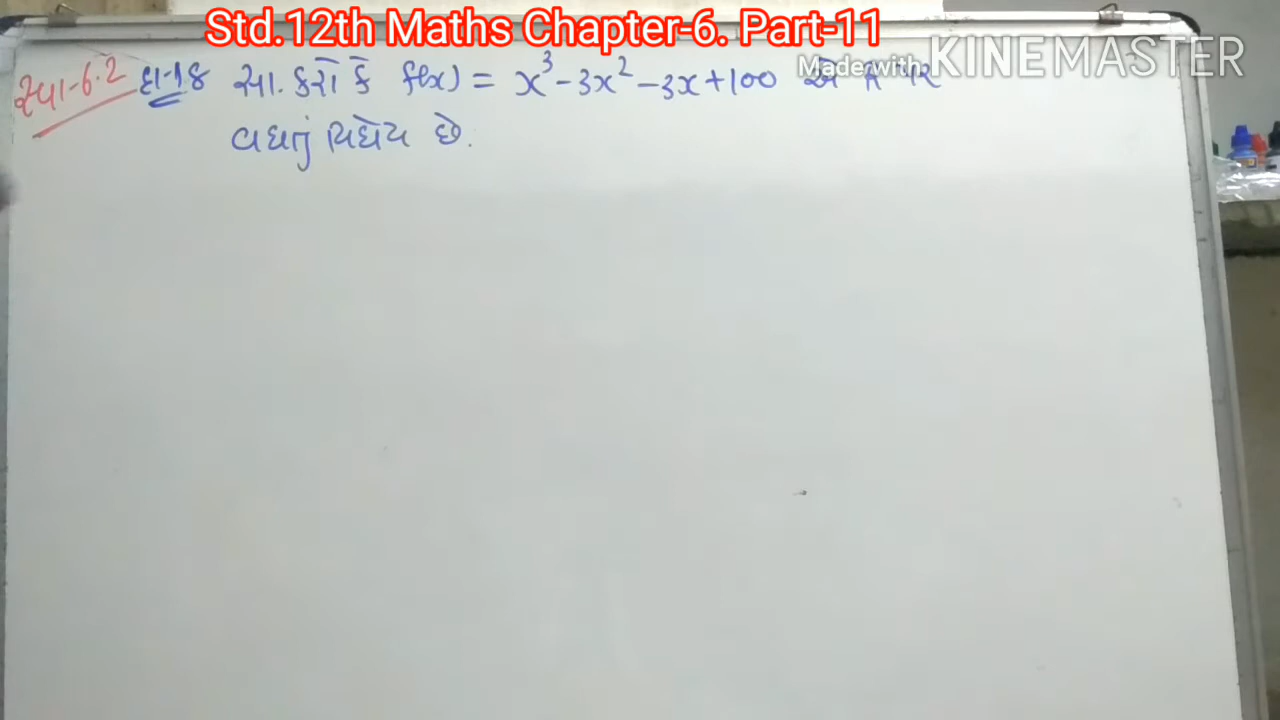 Std.12th Maths Chapter-6. Part-11
Made with KINEMASTER
સ્વા-6.2 દા-18 સા. કરો કે f(x) = x³ - 3x² - 3x + 100 એ R પર
વધતું વિધેય છે.